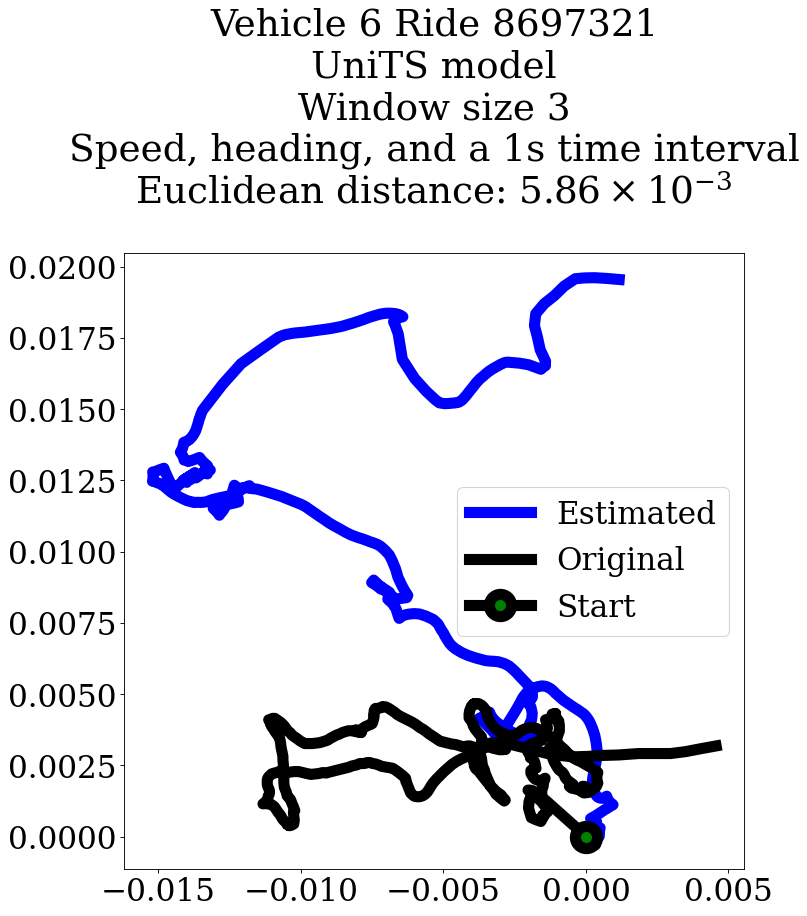 Vehicle 6 Ride 8697321
UniTS model
Window size 3
Speed, heading, and a 1s time interval
Euclidean distance: 5.86 × 10⁻³
0.0200
0.0175
0.0150
0.0125
0.0100
0.0075
0.0050
0.0025
0.0000
Estimated
Original
Start
−0.015 −0.010 −0.005 0.000 0.005